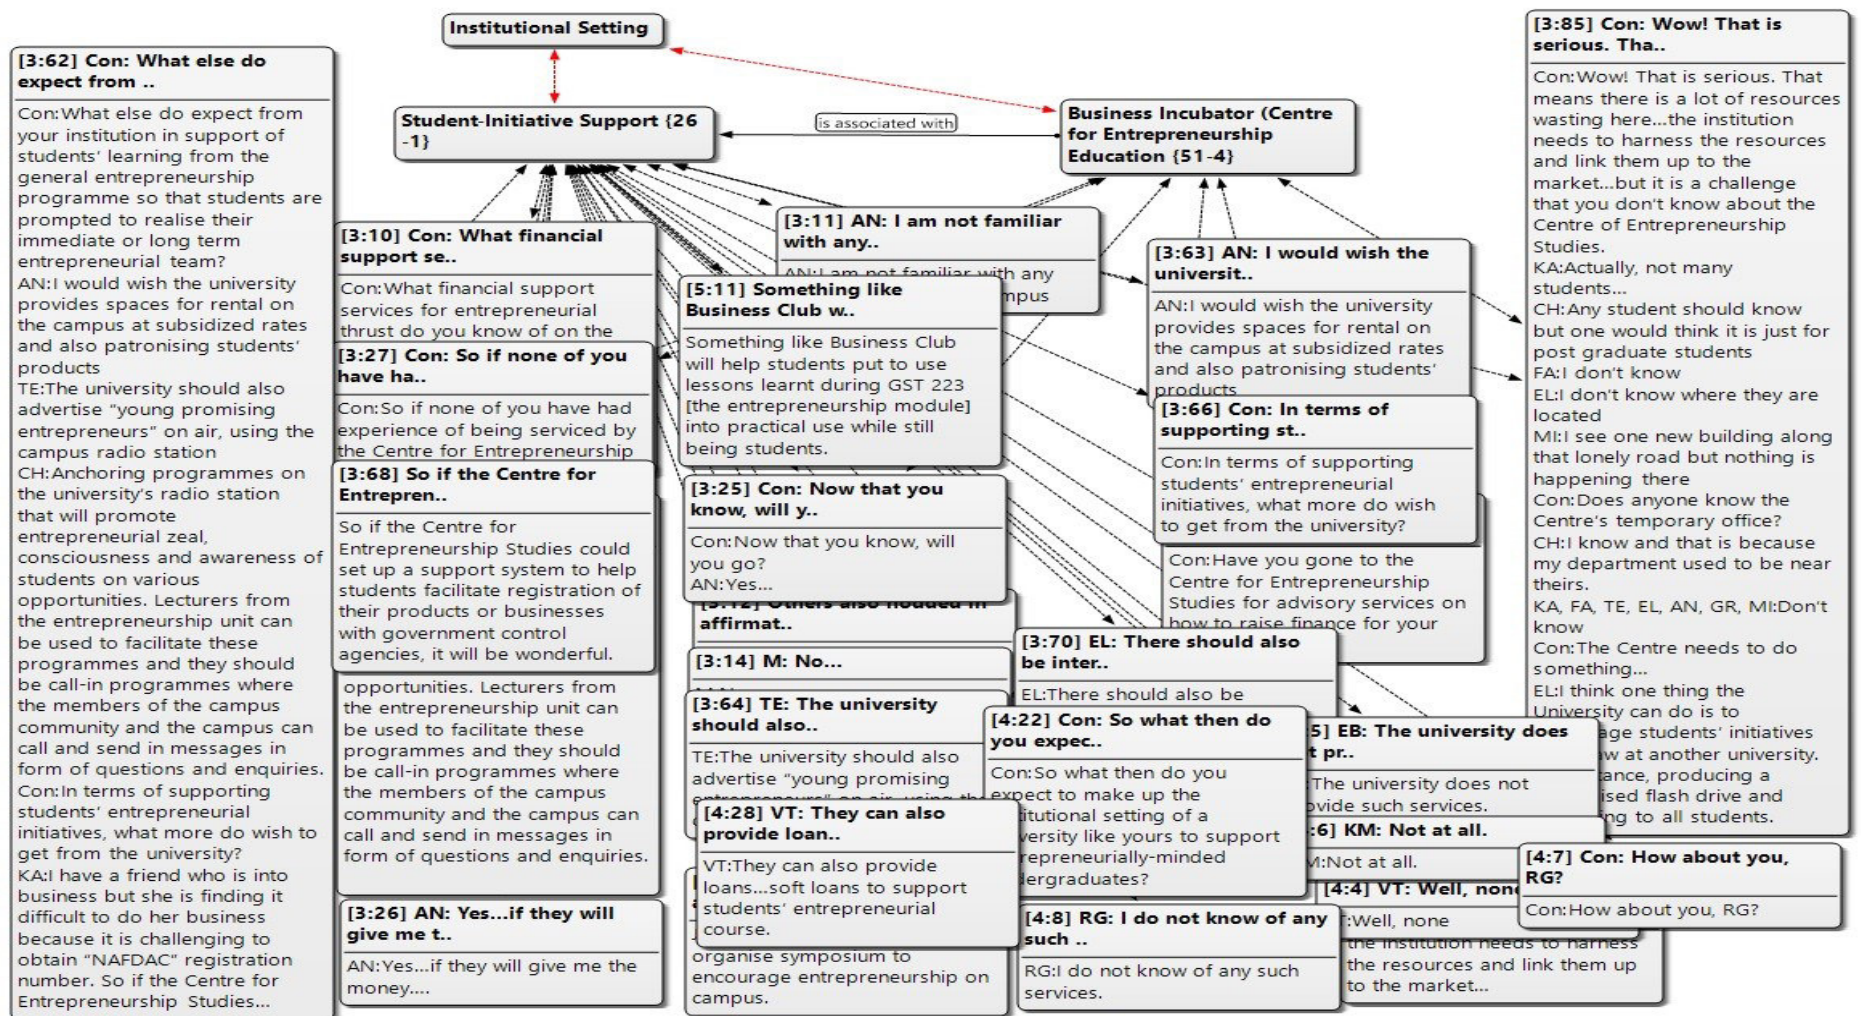 Institutional Setting
[3:62] Con: What else do
expect from ..
Con:What else do expect from
your institution in support of
students' learning from the
general entrepreneurship
programme so that students are
prompted to realise their
immediate or long term
entrepreneurial team?
AN:I would wish the university
provides spaces for rental on
the campus at subsidized rates
and also patronising students'
products
TE:The university should also
advertise "young promising
entrepreneurs" on air, using the
campus radio station
CH:Anchoring programmes on
the university's radio station
that will promote
entrepreneurial zeal,
consciousness and awareness of
students on various
opportunities. Lecturers from
the entrepreneurship unit can
be used to facilitate these
programmes and they should
be call-in programmes where
the members of the campus
community and the campus can
call and send in messages in
form of questions and enquiries.
Con:In terms of supporting
students' entrepreneurial
initiatives, what more do wish to
get from the university?
KA:I have a friend who is into
business but she is finding it
difficult to do her business
because it is challenging to
obtain "NAFDAC" registration
number. So if the Centre for
Entrepreneurship Studies...
Student-Initiative Support {26
-1}
is associated with
Business Incubator (Centre
for Entrepreneurship
Education {51-4}
[3:10] Con: What financial
support se..
Con:What financial support
services for entrepreneurial
thrust do you know of on the
[3:27] Con: So if none of you
have ha..
Con:So if none of you have had
experience of being serviced by
the Centre for Entrepreneurship
[3:68] So if the Centre for
Entrepren..
So if the Centre for
Entrepreneurship Studies could
set up a support system to help
students facilitate registration of
their products or businesses
with government control
agencies, it will be wonderful.
opportunities. Lecturers from
the entrepreneurship unit can
be used to facilitate these
programmes and they should
be call-in programmes where
the members of the campus
community and the campus can
call and send in messages in
form of questions and enquiries.
[3:26] AN: Yes...if they will
give me t..
AN:Yes...if they will give me the
money....
[3:11] AN: I am not familiar
with any..
AN:I am not familiar with any
[5:11] Something like
Business Club w..
Something like Business Club
will help students put to use
lessons learnt during GST 223
[the entrepreneurship module]
into practical use while still
being students.
[3:25] Con: Now that you
know, will y..
Con:Now that you know, will
you go?
AN:Yes...
[3:12] Others also nodded in
affirmat..
[3:14] M: No...
[3:64] TE: The university
should also..
TE:The university should also
advertise "young promising
[4:28] VT: They can also
provide loan..
VT:They can also provide
loans...soft loans to support
students' entrepreneurial
course.
organise symposium to
encourage entrepreneurship on
campus.
[3:63] AN: I would wish the
universit..
AN:I would wish the university
provides spaces for rental on
the campus at subsidized rates
and also patronising students'
products
[3:66] Con: In terms of
supporting st..
Con:In terms of supporting
students' entrepreneurial
initiatives, what more do wish
to get from the university?
Con:Have you gone to the
Centre for Entrepreneurship
Studies for advisory services on
how to raise finance for your
[3:70] EL: There should also
be inter..
EL:There should also be
[4:22] Con: So what then do
you expec..
Con:So what then do you
expect to make up the
setting of a
like yours to support
undergraduates?
[4:8] RG: I do not know of any
such ..
RG:I do not know of any such
services.
EB: The university does
pr..
The university does not
services.
KM: Not at all.
Not at all.
[4:4] VT: Well, none
Well, none
the institution needs to harness
the resources and link them up
to the market...
[4:7] Con: How about you,
RG?
Con:How about you, RG?
[3:85] Con: Wow! That is
serious. Tha..
Con:Wow! That is serious. That
means there is a lot of resources
wasting here...the institution
needs to harness the resources
and link them up to the
market...but it is a challenge
that you don't know about the
Centre of Entrepreneurship
Studies.
KA:Actually, not many
students...
CH:Any student should know
but one would think it is just for
post graduate students
FA:I don't know
EL:I don't know where they are
located
MI:I see one new building along
that lonely road but nothing is
happening there
Con:Does anyone know the
Centre's temporary office?
CH:I know and that is because
my department used to be near
theirs.
KA, FA, TE, EL, AN, GR, MI:Don't
know
Con:The Centre needs to do
something...
EL:I think one thing the
University can do is to
students' initiatives
at another university.
producing a
flash drive and
to all students.